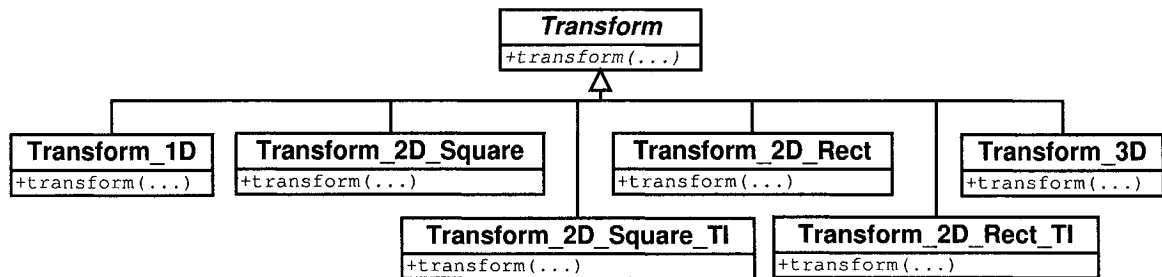 Transform
+transform(...)
Transform_1D
+transform(...)
Transform_2D_Square
+transform(...)
Transform_2D_Rect
+transform(...)
Transform_3D
+transform(...)
Transform_2D_Square_TI
+transform(...)
Transform_2D_Rect_TI
+transform(...)